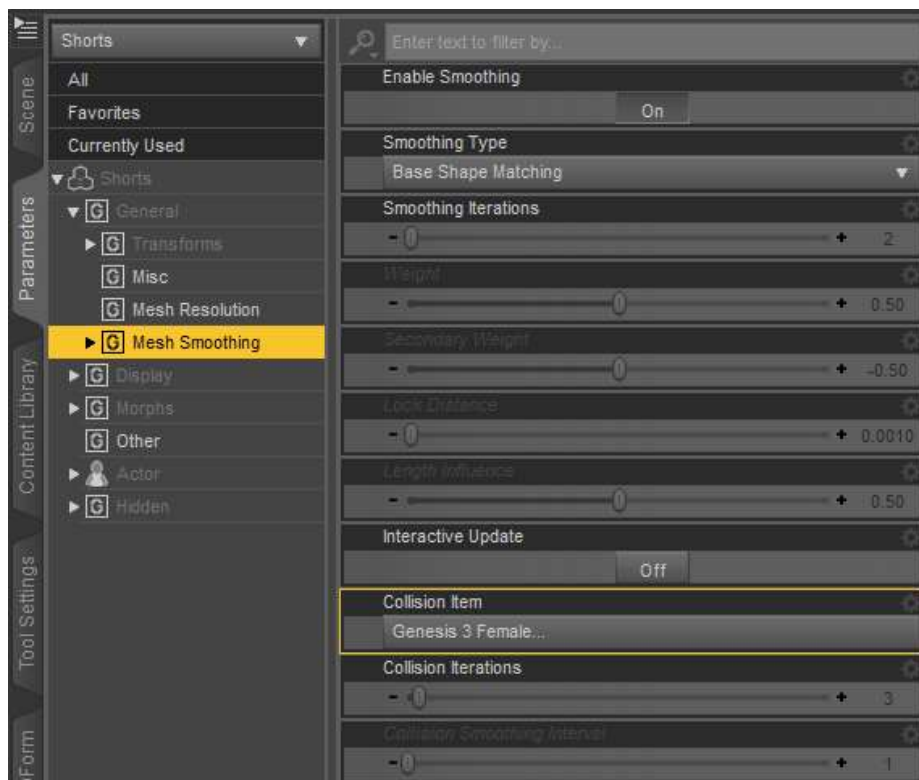 Shorts
All
Favorites
Currently Used
Shorts
G General
G Transforms
G Misc
G Mesh Resolution
G Mesh Smoothing
G Display
G Morphs
G Other
Actor
G Hidden
Scene
Parameters
Content Library
Tool Settings
Form
Enter text to filter by...
Enable Smoothing
On
Smoothing Type
Base Shape Matching
Smoothing Iterations
- + 2
Weight
- + 0.50
Secondary Weight
- + -0.50
Lock Distance
- + 0.0010
Length Influence
- + 0.50
Interactive Update
Off
Collision Item
Genesis 3 Female...
Collision Iterations
- + 3
Collision Smoothing Interval
- + 1